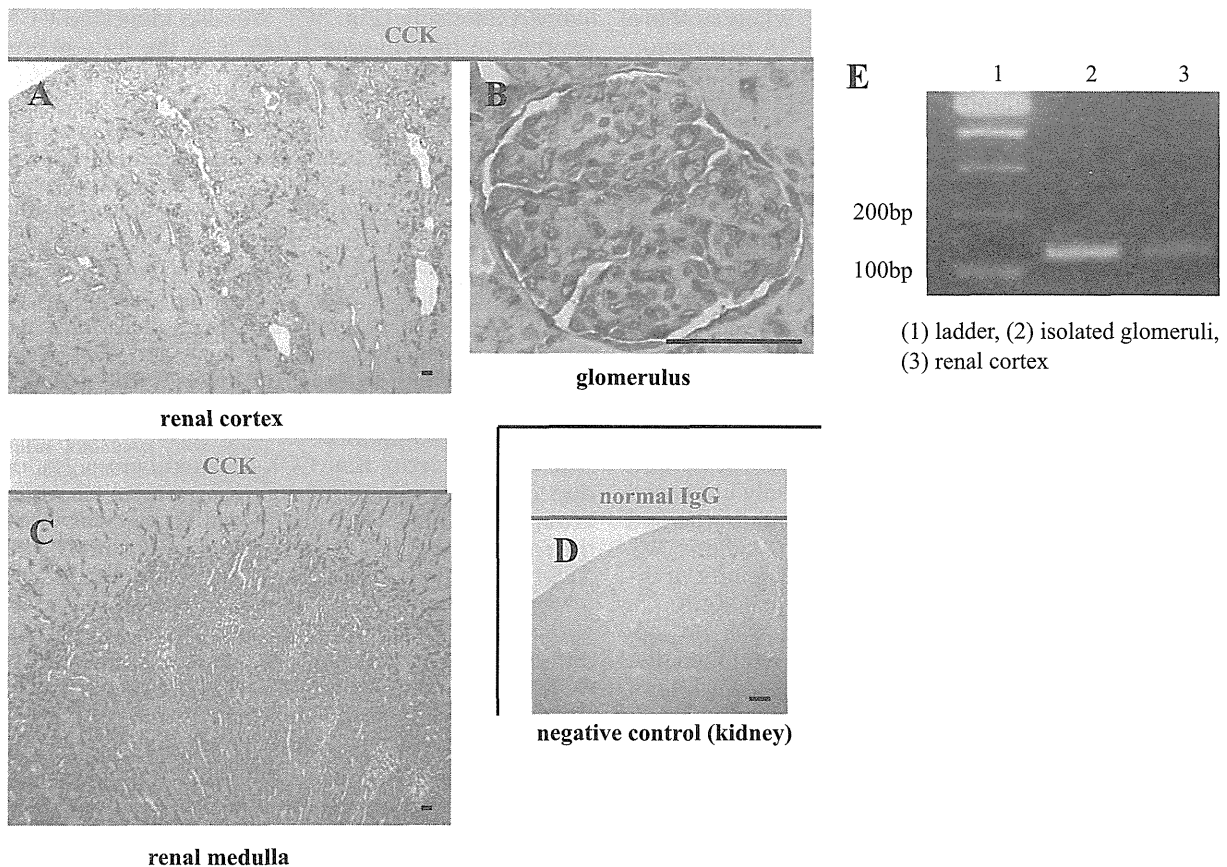 CCK
A
B
glomerulus
renal cortex
E
1 2 3
200bp
100bp
(1) ladder, (2) isolated glomeruli,
(3) renal cortex
CCK
C
renal medulla
normal IgG
D
negative control (kidney)